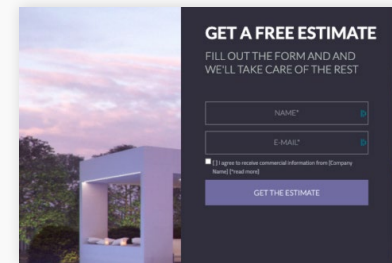 GET A FREE ESTIMATE
FILL OUT THE FORM AND AND
WE'LL TAKE CARE OF THE REST
NAME*
E-MAIL*
[ ] I agree to receive commercial information from [Company
Name] [*read more]
GET THE ESTIMATE